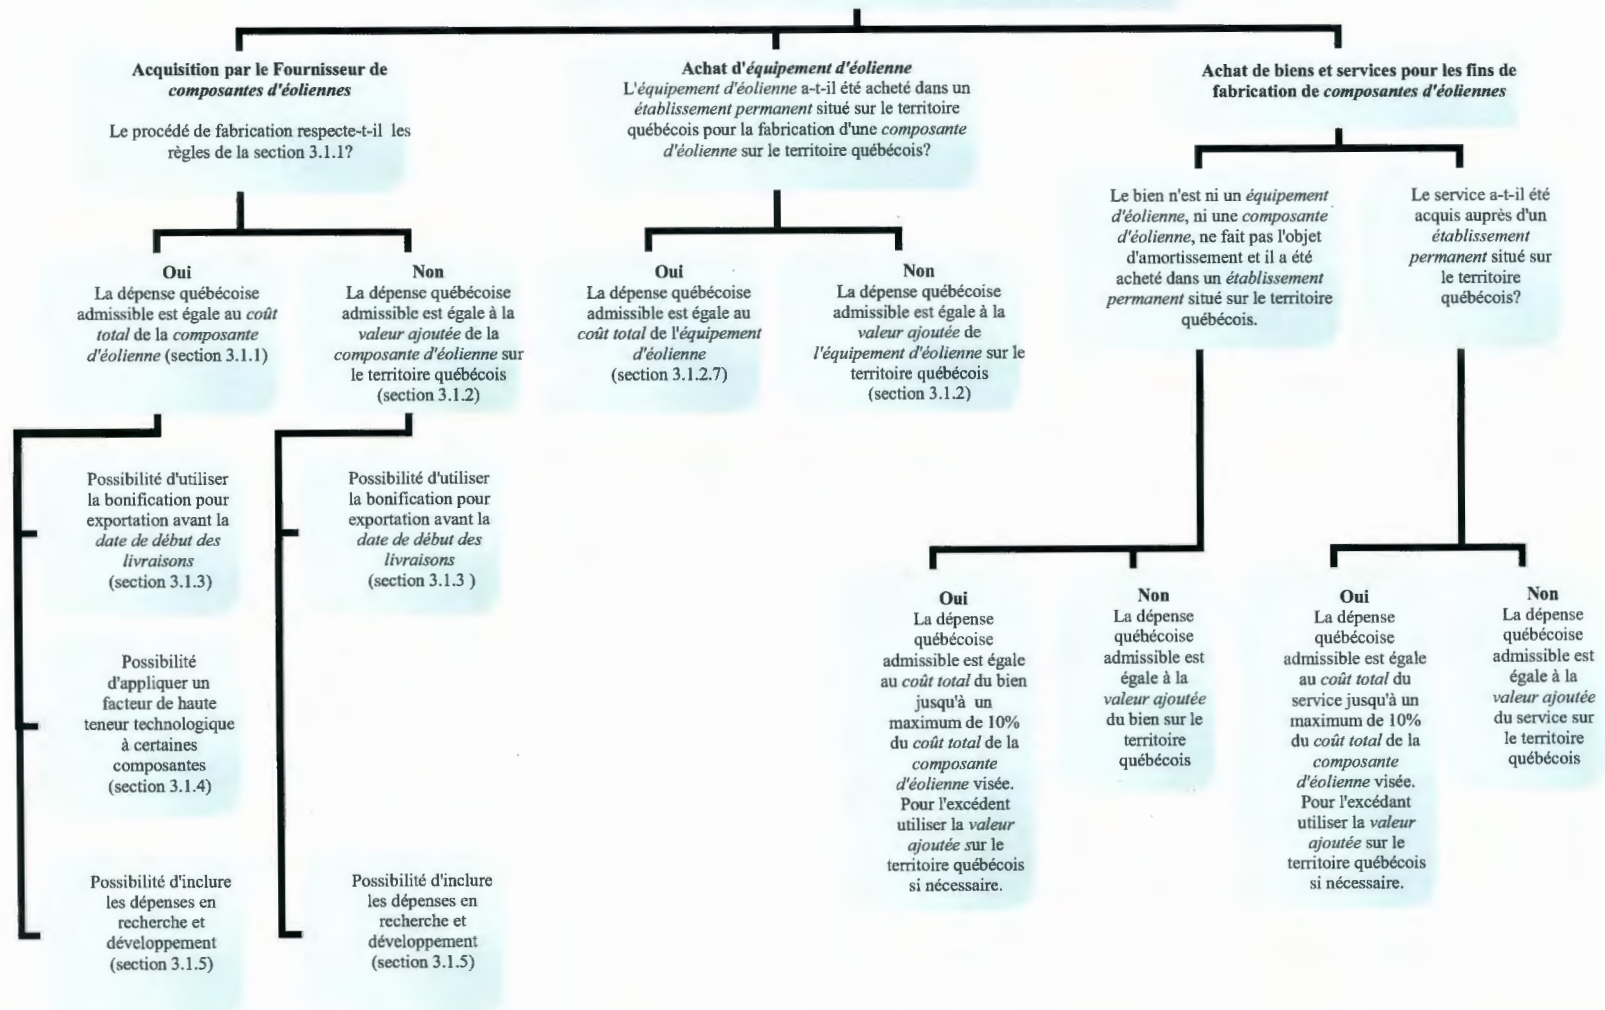 Acquisition par le Fournisseur de
composantes d'éoliennes
Le procédé de fabrication respecte-t-il les
règles de la section 3.1.1?
Oui
La dépense québécoise
admissible est égale au coût
total de la composante
d'éolienne (section 3.1.1)
Non
La dépense québécoise
admissible est égale à la
valeur ajoutée de la
composante d'éolienne sur
le territoire québécois
(section 3.1.2)
Possibilité d'utiliser
la bonification pour
exportation avant la
date de début des
livraisons
(section 3.1.3)
Possibilité
d'appliquer un
facteur de haute
teneur technologique
à certaines
composantes
(section 3.1.4)
Possibilité d'inclure
les dépenses en
recherche et
développement
(section 3.1.5)
Possibilité d'utiliser
la bonification pour
exportation avant la
date de début des
livraisons
(section 3.1.3 )
Possibilité d'inclure
les dépenses en
recherche et
développement
(section 3.1.5)
Achat d'équipement d'éolienne
L'équipement d'éolienne a-t-il été acheté dans un
établissement permanent situé sur le territoire
québécois pour la fabrication d'une composante
d'éolienne sur le territoire québécois?
Oui
La dépense québécoise
admissible est égale au
coût total de l'équipement
d'éolienne
(section 3.1.2.7)
Non
La dépense québécoise
admissible est égale à la
valeur ajoutée de
l'équipement d'éolienne sur le
territoire québécois
(section 3.1.2)
Achat de biens et services pour les fins de
fabrication de composantes d'éoliennes
Le bien n'est ni un équipement
d'éolienne, ni une composante
d'éolienne, ne fait pas l'objet
d'amortissement et il a été
acheté dans un établissement
permanent situé sur le territoire
québécois.
Oui
La dépense
québécoise
admissible est égale
au coût total du bien
jusqu'à un
maximum de 10%
du coût total de la
composante
d'éolienne visée.
Pour l'excédent
utiliser la valeur
ajoutée sur le
territoire québécois
si nécessaire.
Non
La dépense
québécoise
admissible est
égale à la
valeur ajoutée
du bien sur le
territoire
québécois
Le service a-t-il été
acquis auprès d'un
établissement
permanent situé sur
le territoire
québécois?
Oui
La dépense
québécoise
admissible est égale
au coût total du
service jusqu'à un
maximum de 10%
du coût total de la
composante
d'éolienne visée.
Pour l'excédant
utiliser la valeur
ajoutée sur le
territoire québécois
si nécessaire.
Non
La dépense
québécoise
admissible est
égale à la
valeur ajoutée
du service sur
le territoire
québécois